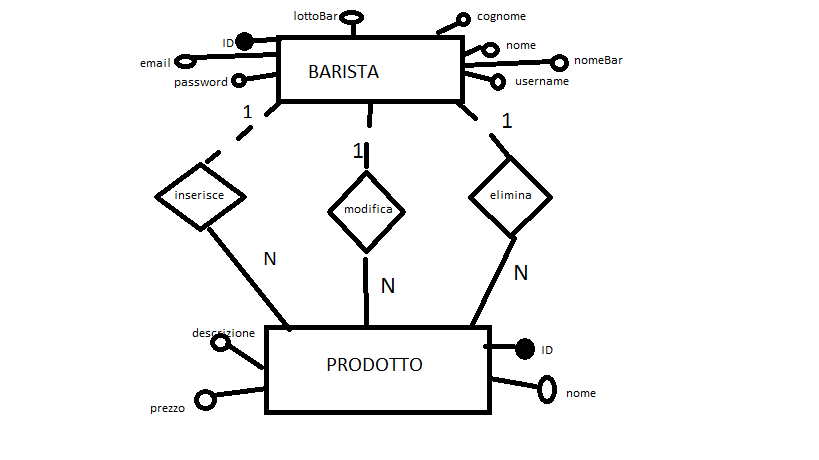 lottoBar
cognome
ID
nome
email
nomeBar
password
BARISTA
username
1
1
1
inserisce
modifica
elimina
N
N
N
descrizione
ID
PRODOTTO
nome
prezzo